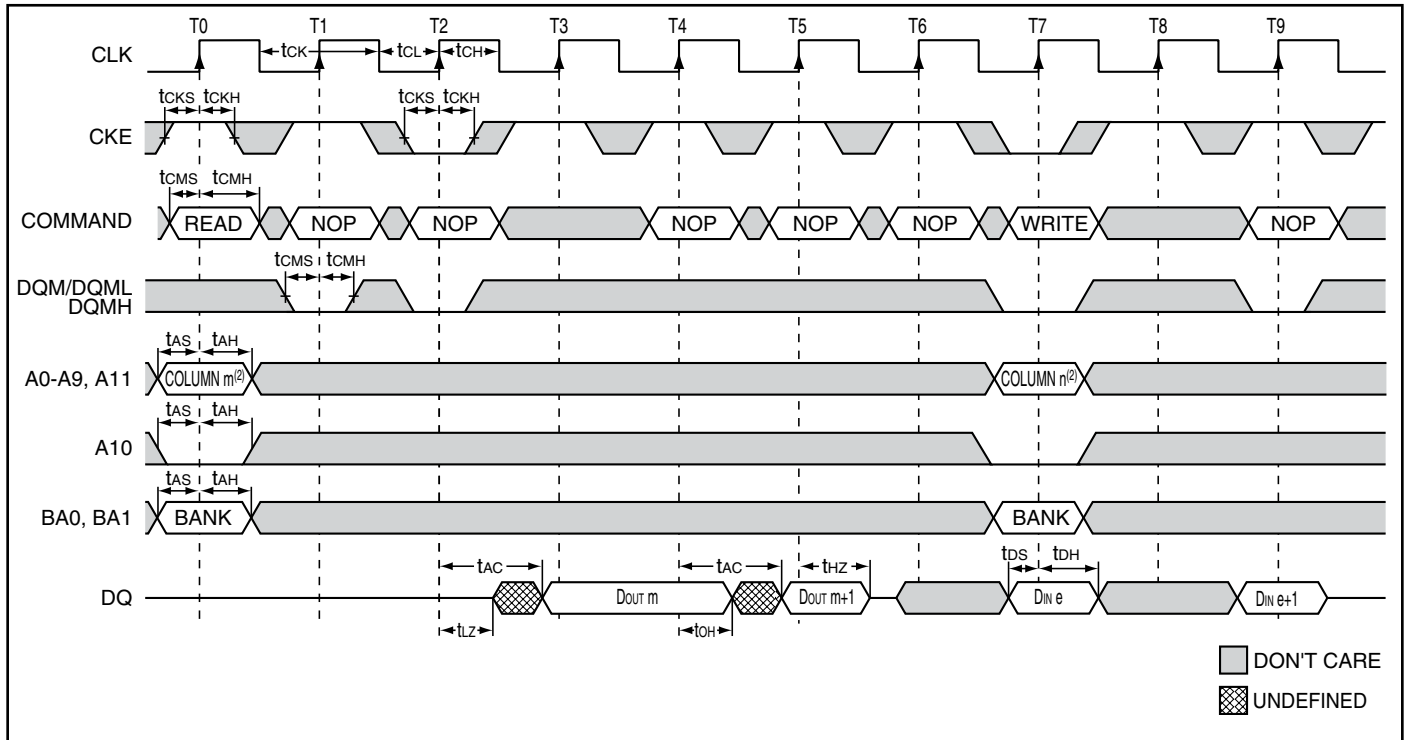 T0 T1 T2 T3 T4 T5 T6 T7 T8 T9
CLK tCK tCL tCH
tCKS tCKH tCKS tCKH
CKE
tCMS tCMH
COMMAND READ NOP NOP NOP NOP NOP WRITE NOP
tCMS tCMH
DQM/DQML
DQMH
tAS tAH
A0-A9, A11 COLUMN m(2) COLUMN n(2)
tAS tAH
A10
tAS tAH
BA0, BA1 BANK BANK
tAC tAC tHZ tDS tDH
DQ DOUT m DOUT m+1 DIN e DIN e+1
tLZ tOH
DON'T CARE
UNDEFINED